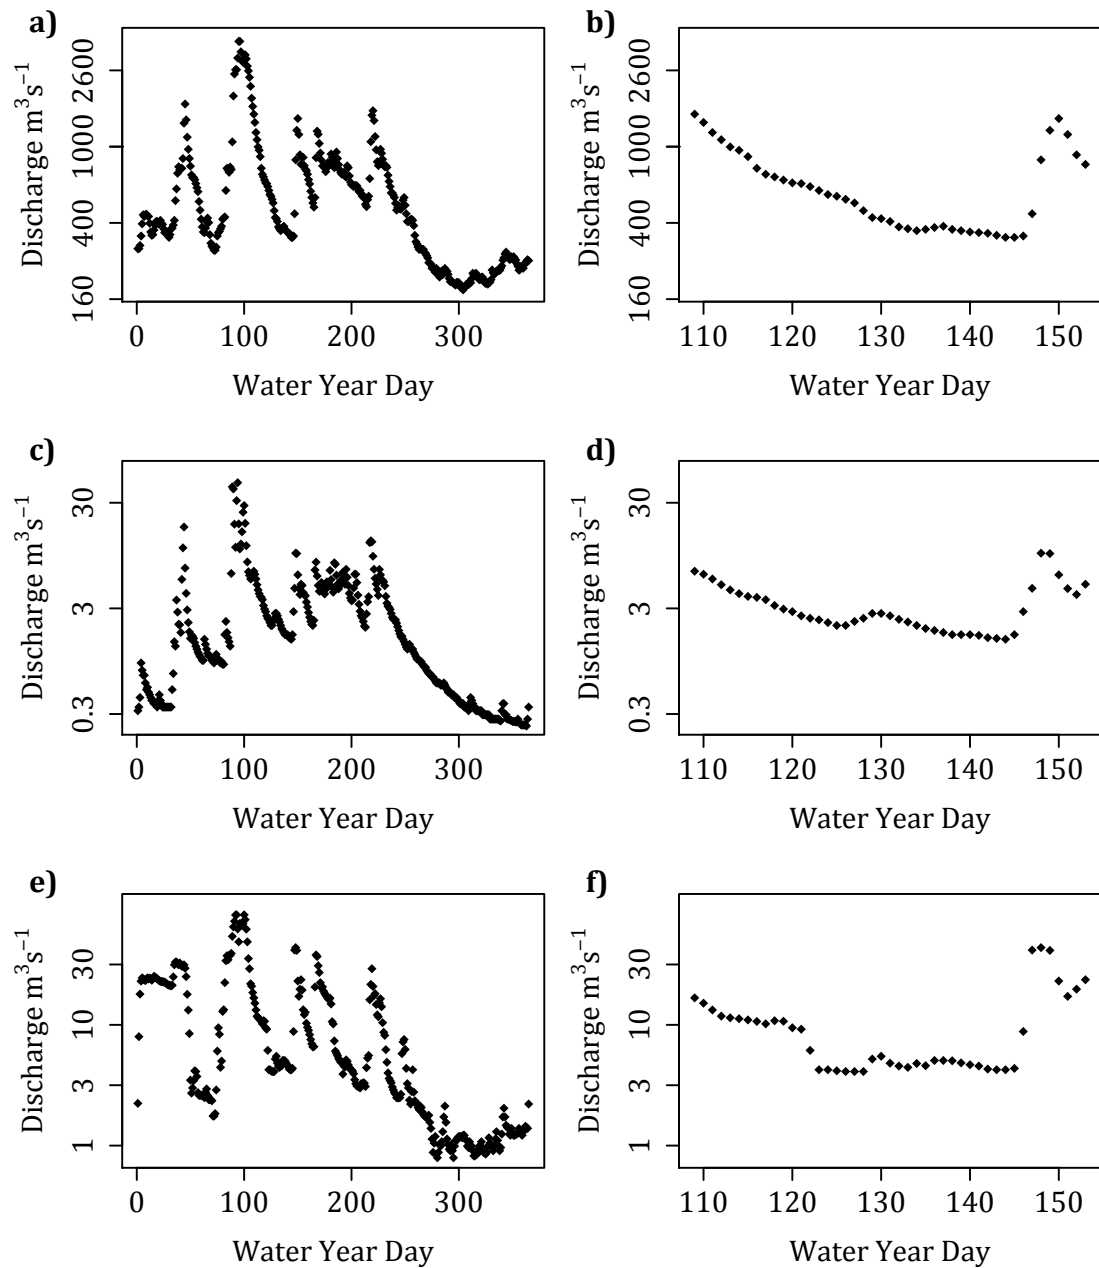 a)
Discharge m³s⁻¹
160 400 1000 2600
0 100 200 300
Water Year Day
b)
Discharge m³s⁻¹
160 400 1000 2600
110 120 130 140 150
Water Year Day
c)
Discharge m³s⁻¹
0.3 3 30
0 100 200 300
Water Year Day
d)
Discharge m³s⁻¹
0.3 3 30
110 120 130 140 150
Water Year Day
e)
Discharge m³s⁻¹
1 3 10 30
0 100 200 300
Water Year Day
f)
Discharge m³s⁻¹
1 3 10 30
110 120 130 140 150
Water Year Day